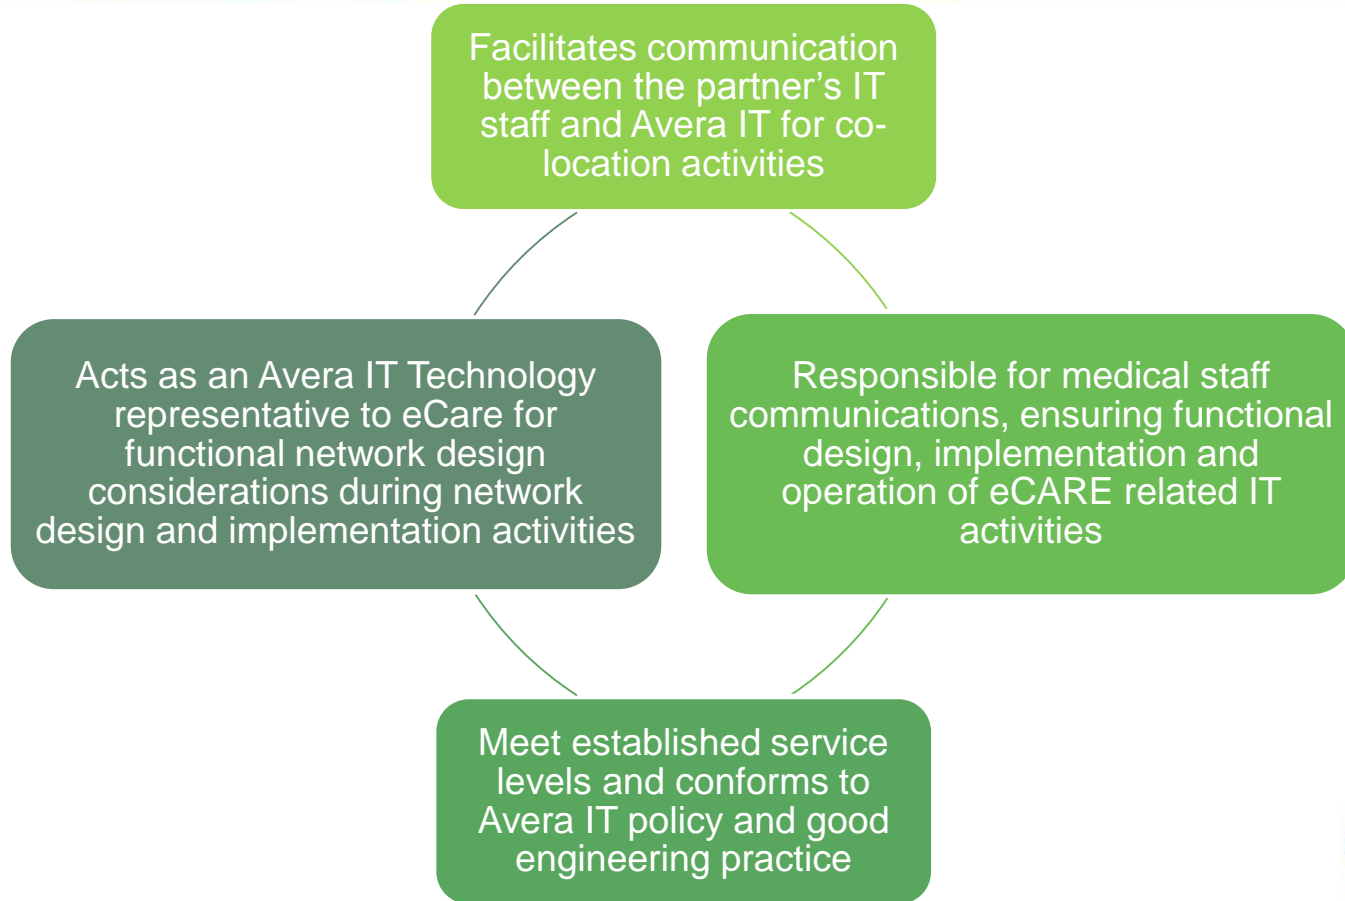 Facilitates communication
between the partner’s IT
staff and Avera IT for co-
location activities
Acts as an Avera IT Technology
representative to eCare for
functional network design
considerations during network
design and implementation activities
Responsible for medical staff
communications, ensuring functional
design, implementation and
operation of eCARE related IT
activities
Meet established service
levels and conforms to
Avera IT policy and good
engineering practice